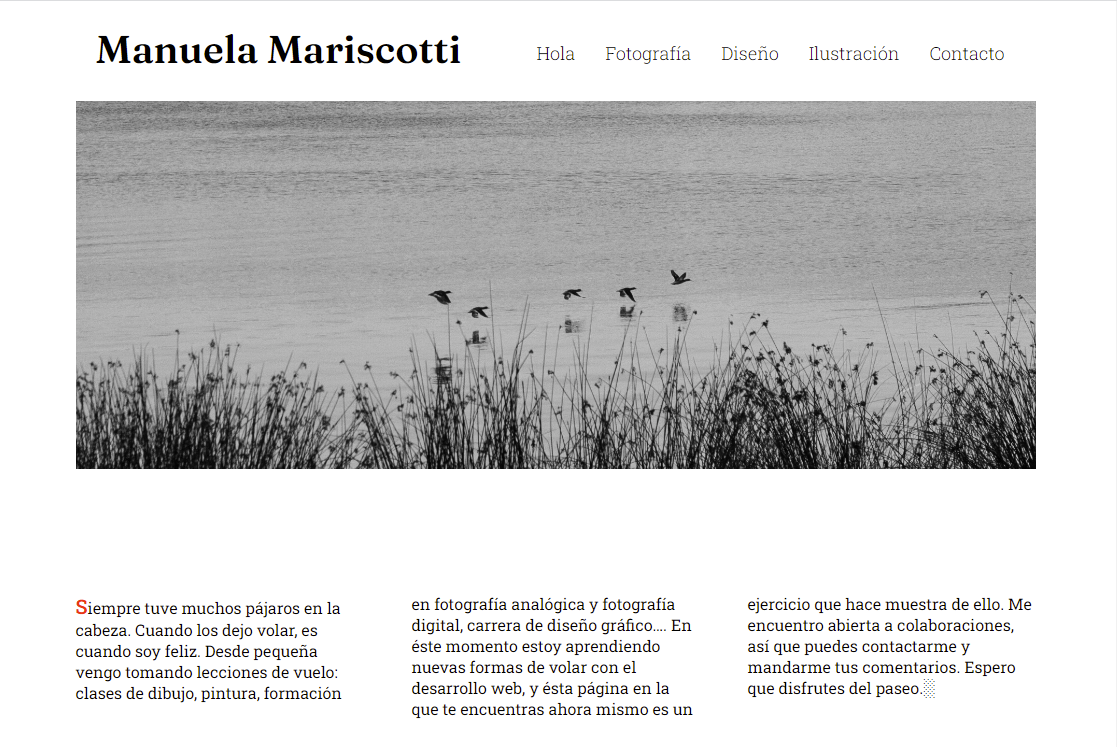 Manuela Mariscotti
Hola Fotografía Diseño Ilustración Contacto
Siempre tuve muchos pájaros en la
cabeza. Cuando los dejo volar, es
cuando soy feliz. Desde pequeña
vengo tomando lecciones de vuelo:
clases de dibujo, pintura, formación
en fotografía analógica y fotografía
digital, carrera de diseño gráfico.... En
éste momento estoy aprendiendo
nuevas formas de volar con el
desarrollo web, y ésta página en la
que te encuentras ahora mismo es un
ejercicio que hace muestra de ello. Me
encuentro abierta a colaboraciones,
así que puedes contactarme y
mandarme tus comentarios. Espero
que disfrutes del paseo.░